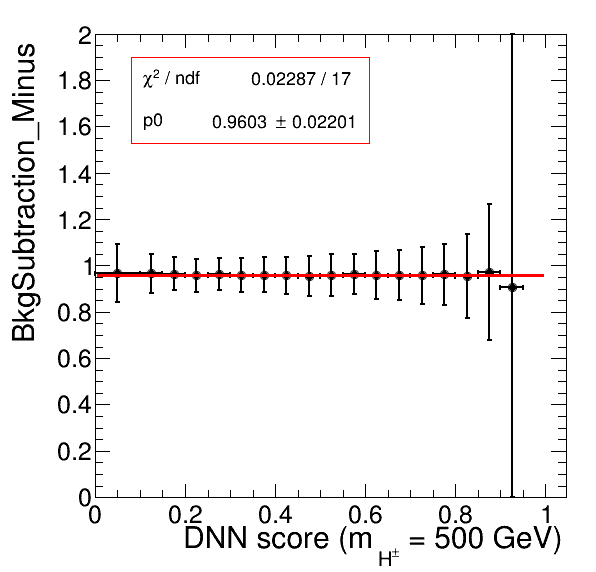 BkgSubtraction_Minus
2
1.8
1.6
1.4
1.2
1
0.8
0.6
0.4
0.2
0
χ² / ndf 0.02287 / 17
p0 0.9603 ± 0.02201
0 0.2 0.4 0.6 0.8 1
DNN score (m_H± = 500 GeV)